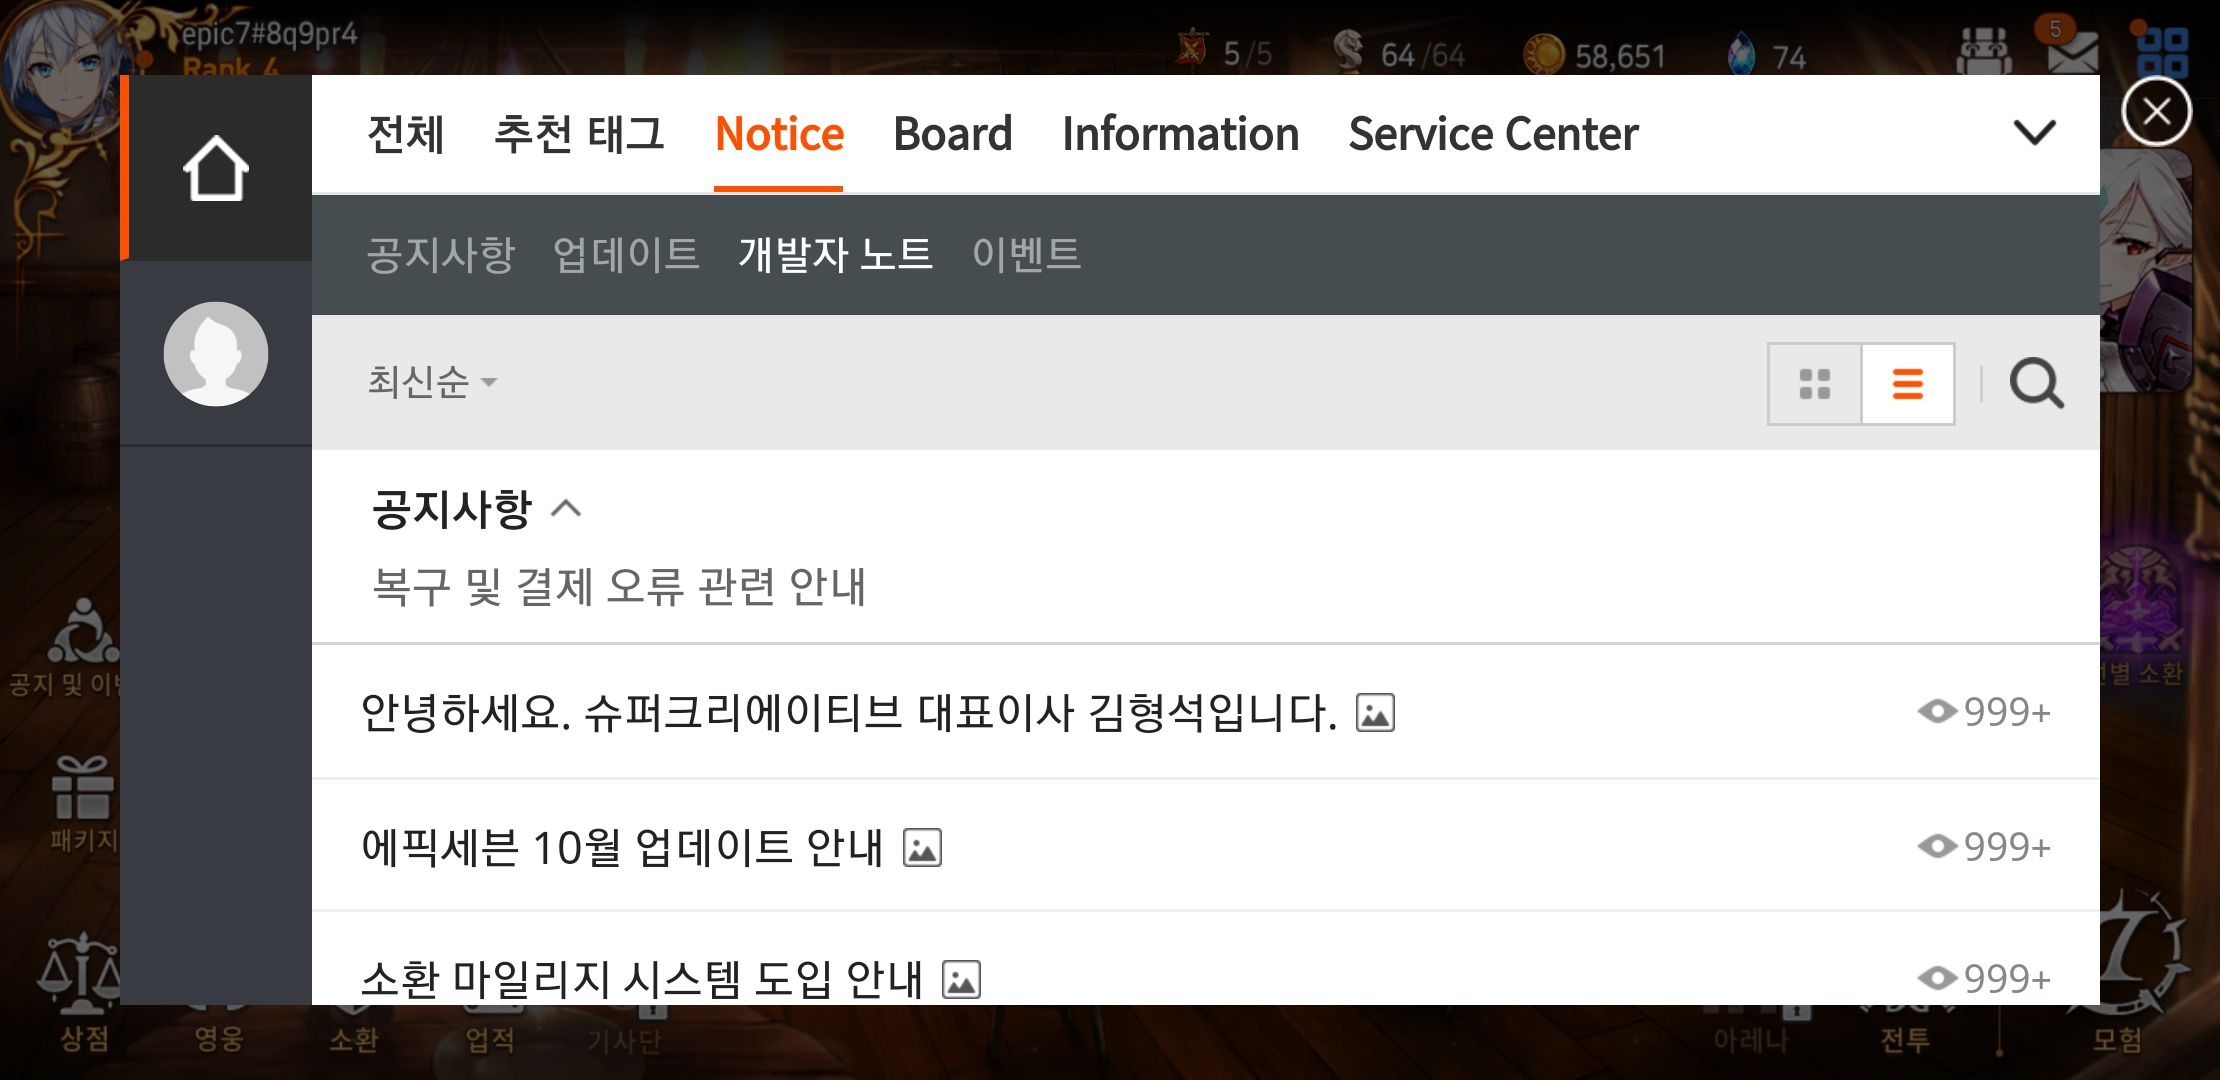 epic7#8q9pr4
Rank 4
5/5
64/64
58,651
74
5
전체 추천 태그 Notice Board Information Service Center
공지사항 업데이트 개발자 노트 이벤트
최신순
공지사항
복구 및 결제 오류 관련 안내
안녕하세요. 슈퍼크리에이티브 대표이사 김형석입니다. 999+
에픽세븐 10월 업데이트 안내 999+
소환 마일리지 시스템 도입 안내 999+
공지 및
소환
패키지
상점 영웅 소환 업적 기사단 아레나 전투 모험